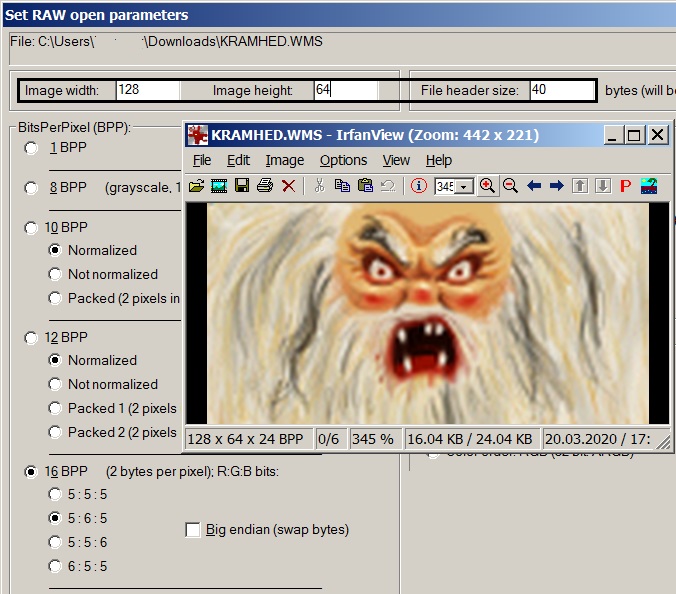 Set RAW open parameters
File: C:\Users\ \Downloads\KRAMHED.WMS
Image width: 128 Image height: 64 File header size: 40 bytes (will be
BitsPerPixel (BPP):
KRAMHED.WMS - IrfanView (Zoom: 442 x 221)
File Edit Image Options View Help
345
P
128 x 64 x 24 BPP 0/6 345 % 16.04 KB / 24.04 KB 20.03.2020 / 17:
1 BPP
8 BPP (grayscale, 1
10 BPP
Normalized
Not normalized
Packed (2 pixels in
12 BPP
Normalized
Not normalized
Packed 1 (2 pixels
Packed 2 (2 pixels
Color order: RGB (32 bit: ARGB)
16 BPP (2 bytes per pixel); R:G:B bits:
5 : 5 : 5
5 : 6 : 5
5 : 5 : 6
6 : 5 : 5
Big endian (swap bytes)